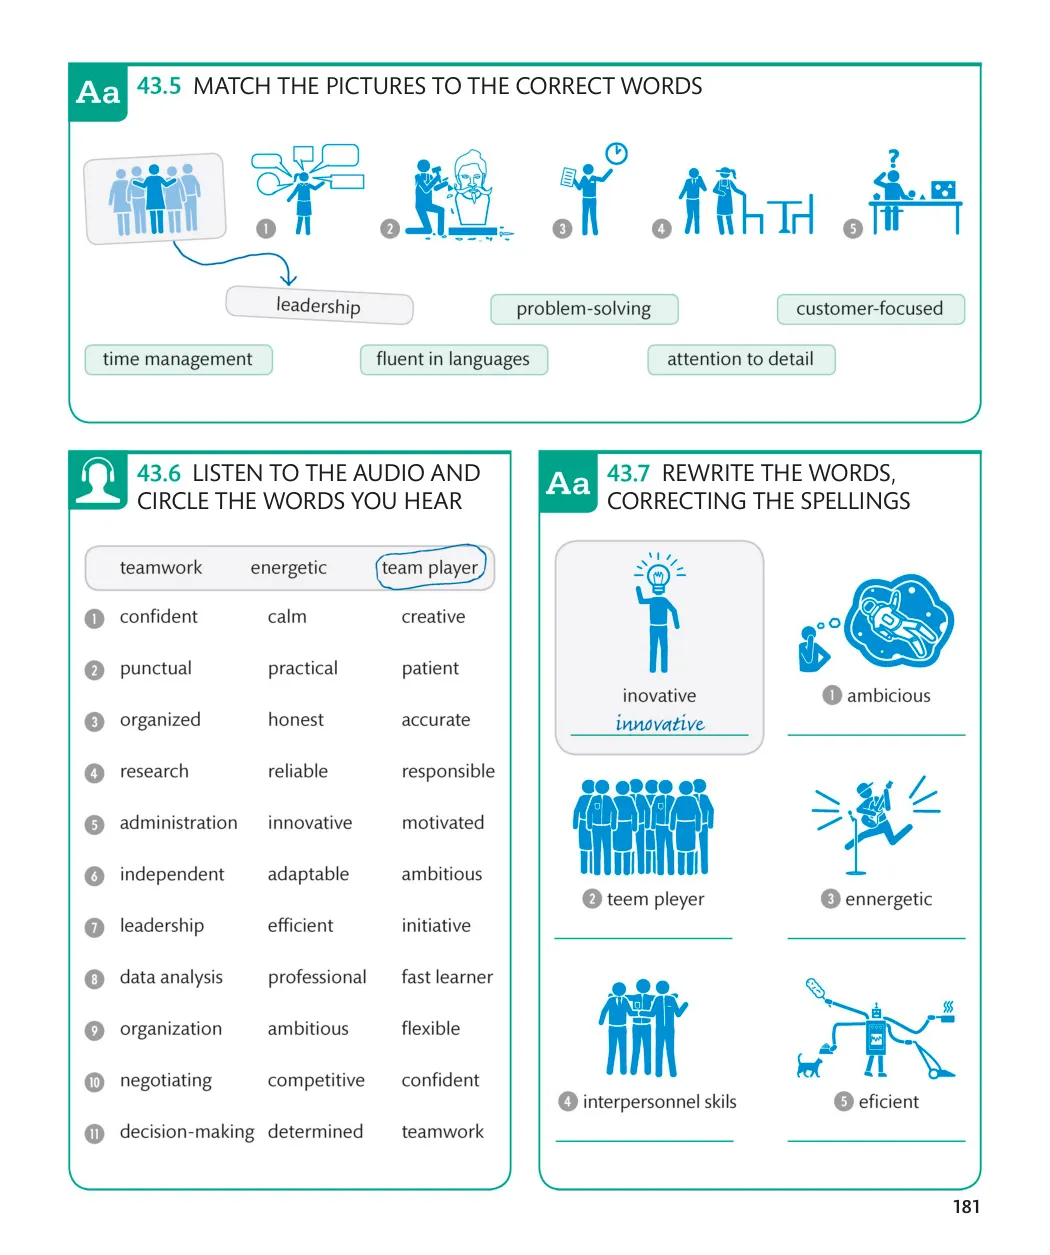 Aa
43.5 MATCH THE PICTURES TO THE CORRECT WORDS
1
2
3
?
4
5
leadership
problem-solving
customer-focused
time management
fluent in languages
attention to detail
43.6 LISTEN TO THE AUDIO AND
CIRCLE THE WORDS YOU HEAR
teamwork energetic team player
1 confident calm creative
2 punctual practical patient
3 organized honest accurate
4 research reliable responsible
5 administration innovative motivated
6 independent adaptable ambitious
7 leadership efficient initiative
8 data analysis professional fast learner
9 organization ambitious flexible
10 negotiating competitive confident
11 decision-making determined teamwork
Aa
43.7 REWRITE THE WORDS,
CORRECTING THE SPELLINGS
inovative
innovative
1 ambicious
2 teem pleyer
3 ennergetic
4 interpersonnel skils
5 eficient
181